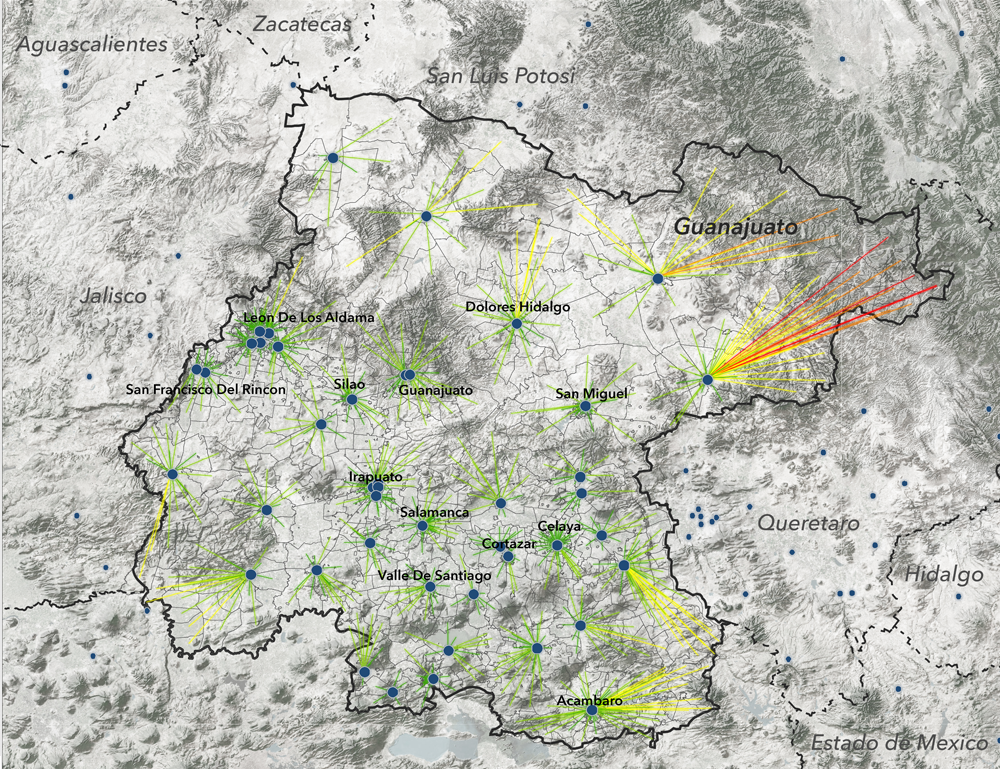 Zacatecas
Aguascalientes
San Luis Potosi
Guanajuato
Jalisco
Dolores Hidalgo
Leon De Los Aldama
San Francisco Del Rincon
Silao
Guanajuato
San Miguel
Irapuato
Salamanca
Celaya
Queretaro
Cortazar
Valle De Santiago
Hidalgo
Acambaro
Estado de Mexico